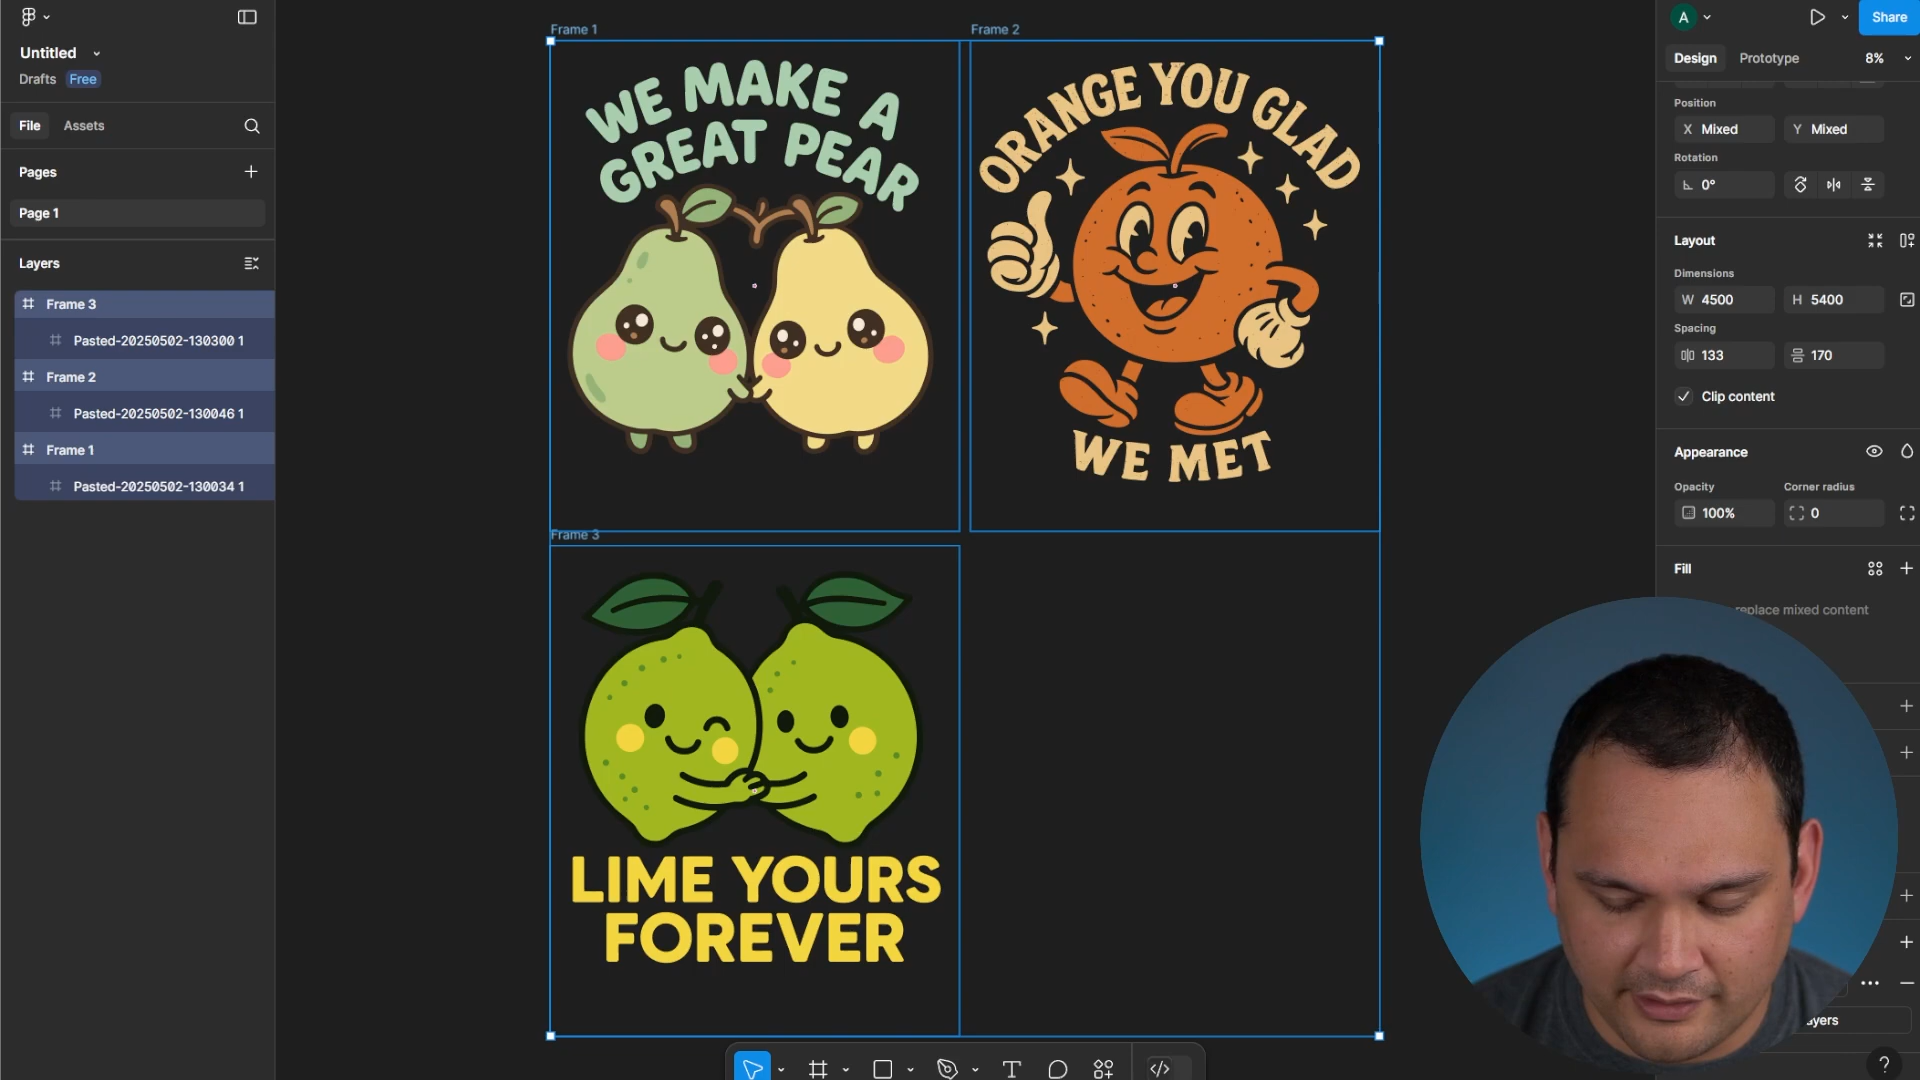 Untitled
Drafts Free
File Assets
Pages
Page 1
Layers
Frame 3
Pasted-20250502-130300 1
Frame 2
Pasted-20250502-130046 1
Frame 1
Pasted-20250502-130034 1
Frame 1
WE MAKE A
GREAT PEAR
Frame 2
ORANGE YOU GLAD
WE MET
Frame 3
LIME YOURS
FOREVER
A
Share
Design Prototype 8%
Position
X Mixed Y Mixed
Rotation
0°
Layout
Dimensions
W 4500 H 5400
Spacing
133 170
Clip content
Appearance
Opacity Corner radius
100% 0
Fill
replace mixed content
ayers
?